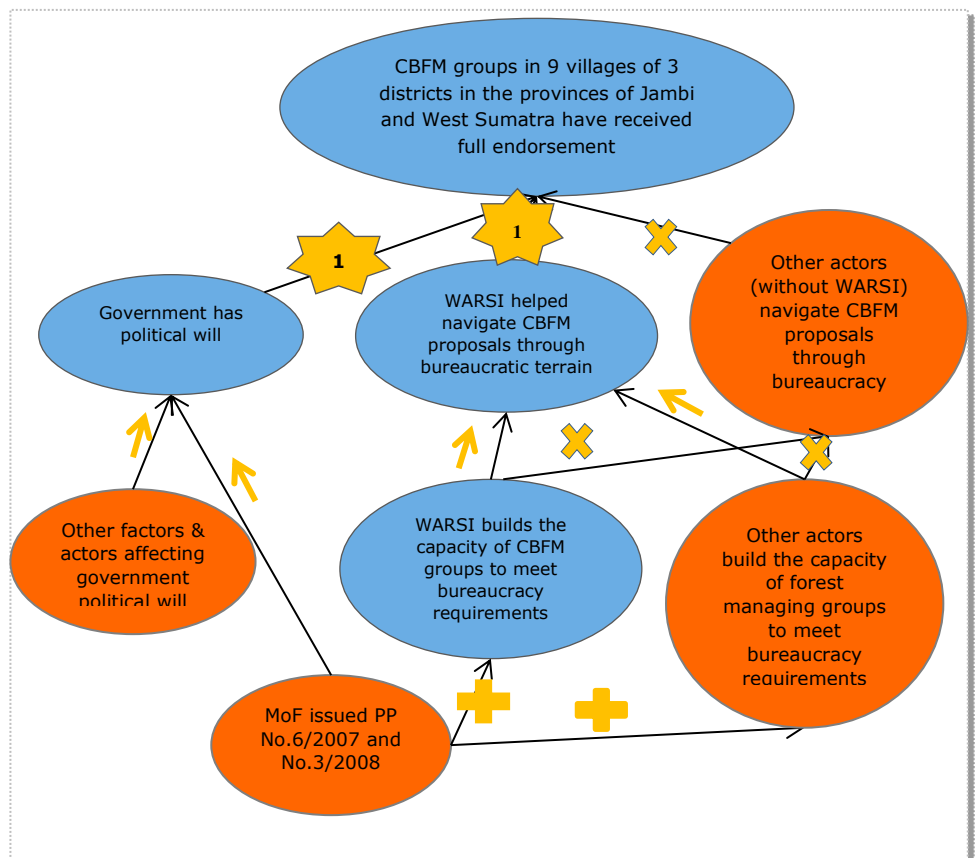 CBFM groups in 9 villages of 3
districts in the provinces of Jambi
and West Sumatra have received
full endorsement
1
1
Government has
political will
WARSI helped
navigate CBFM
proposals through
bureaucratic terrain
Other actors
(without WARSI)
navigate CBFM
proposals
through
bureaucracy
Other factors &
actors affecting
government
political will
WARSI builds the
capacity of CBFM
groups to meet
bureaucracy
requirements
Other actors
build the capacity
of forest
managing groups
to meet
bureaucracy
requirements
MoF issued PP
No.6/2007 and
No.3/2008